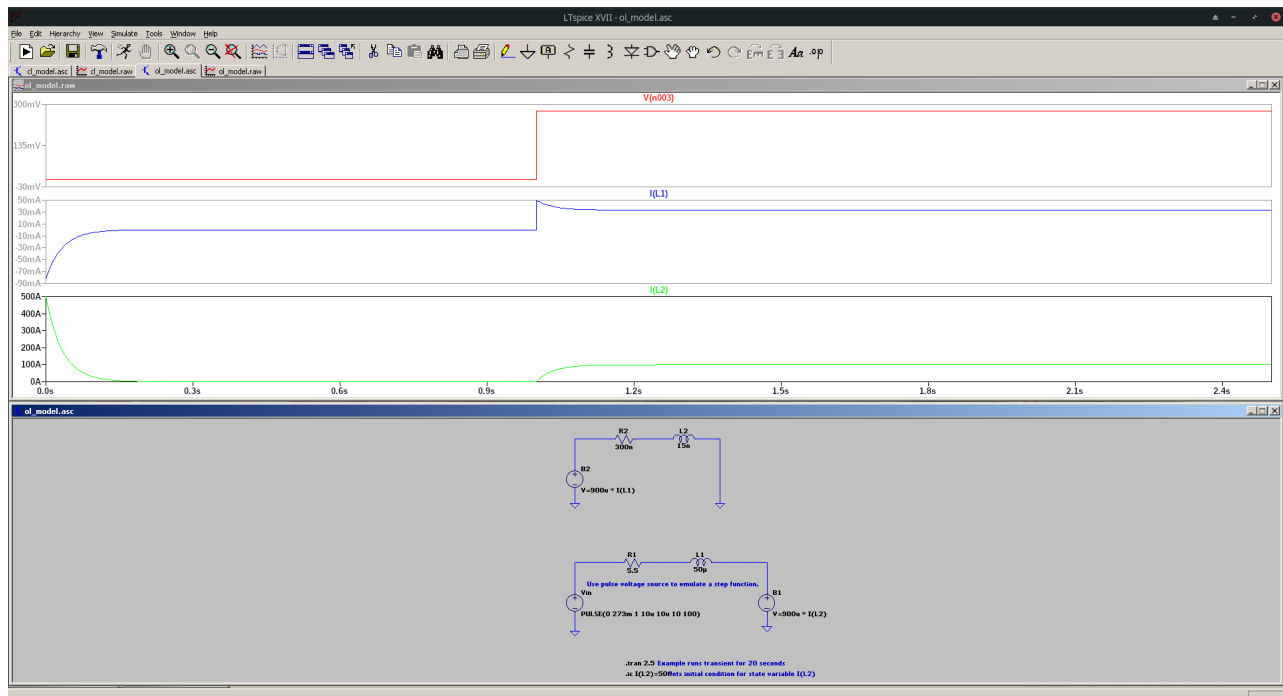 LTspice XVII - ol_model.asc
File Edit Hierarchy View Simulate Tools Window Help
cl_model.asc cl_model.raw ol_model.asc ol_model.raw
ol_model.raw
V(n003)
300mV
135mV
-30mV
I(L1)
50mA
30mA
10mA
-10mA
-30mA
-50mA
-70mA
-90mA
I(L2)
500A
400A
300A
200A
100A
0A
0.0s 0.3s 0.6s 0.9s 1.2s 1.5s 1.8s 2.1s 2.4s
ol_model.asc
R2 L2
300n 15n
B2
V=900u * I(L1)
R1 L1
5.5 50µ
Use pulse voltage source to emulate a step function.
Vin B1
PULSE(0 273m 1 10u 10u 10 100) V=900u * I(L2)
.tran 2.5 Example runs transient for 20 seconds
.ic I(L2)=500ets initial condition for state variable I(L2)